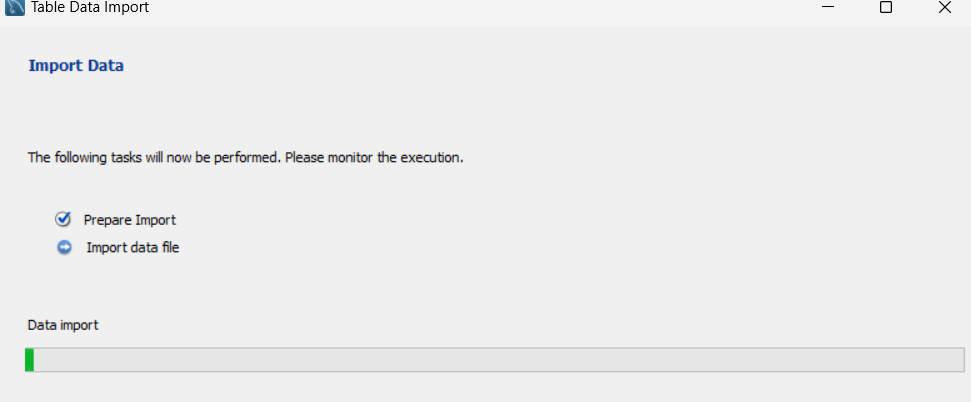 Table Data Import
Import Data
The following tasks will now be performed. Please monitor the execution.
Prepare Import
Import data file
Data import